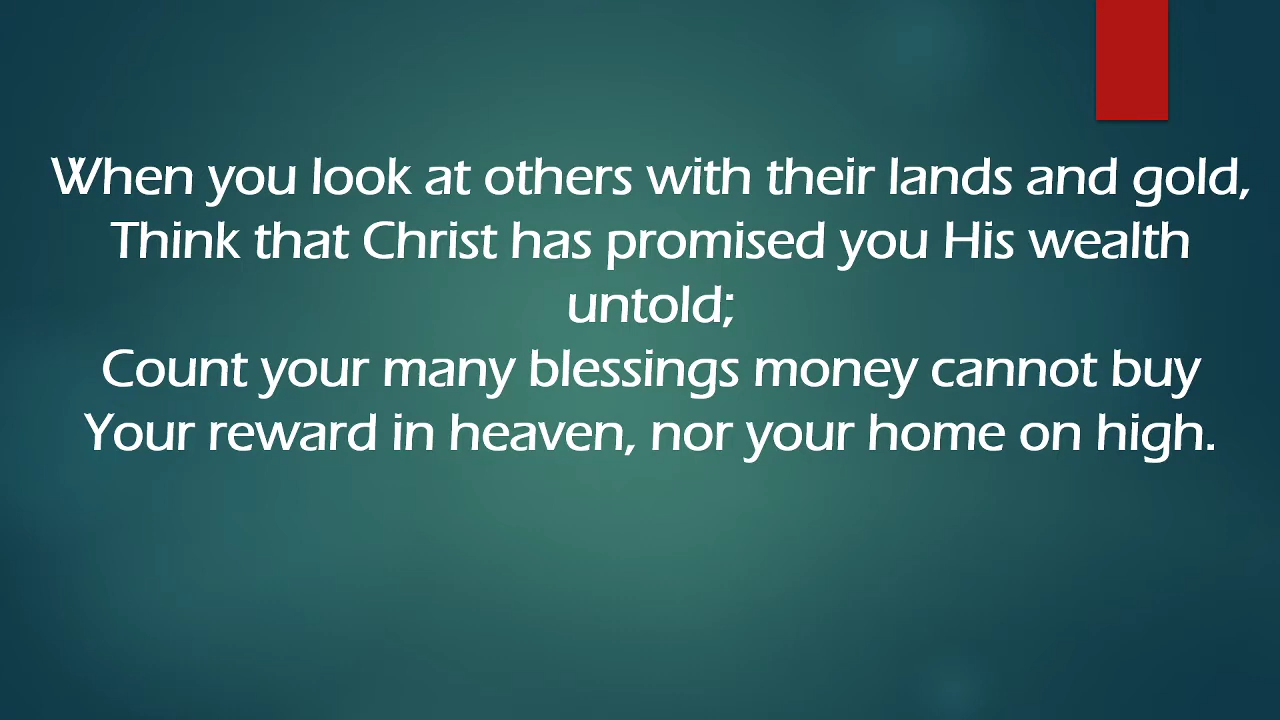 When you look at others with their lands and gold,
Think that Christ has promised you His wealth
untold;
Count your many blessings money cannot buy
Your reward in heaven, nor your home on high.